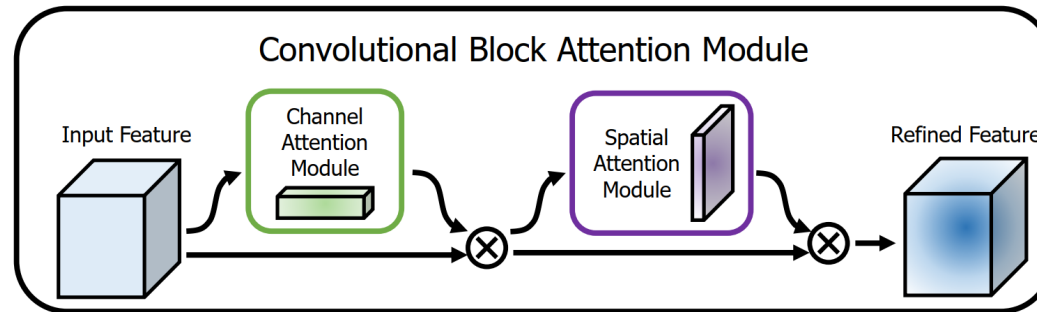 Convolutional Block Attention Module
Input Feature
Channel
Attention
Module
Spatial
Attention
Module
Refined Feature